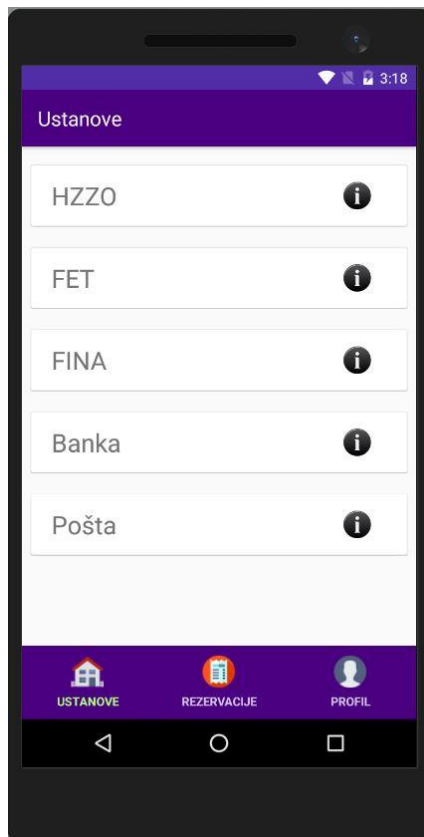 3:18
Ustanove
HZZO
FET
FINA
Banka
Pošta
USTANOVE REZERVACIJE PROFIL